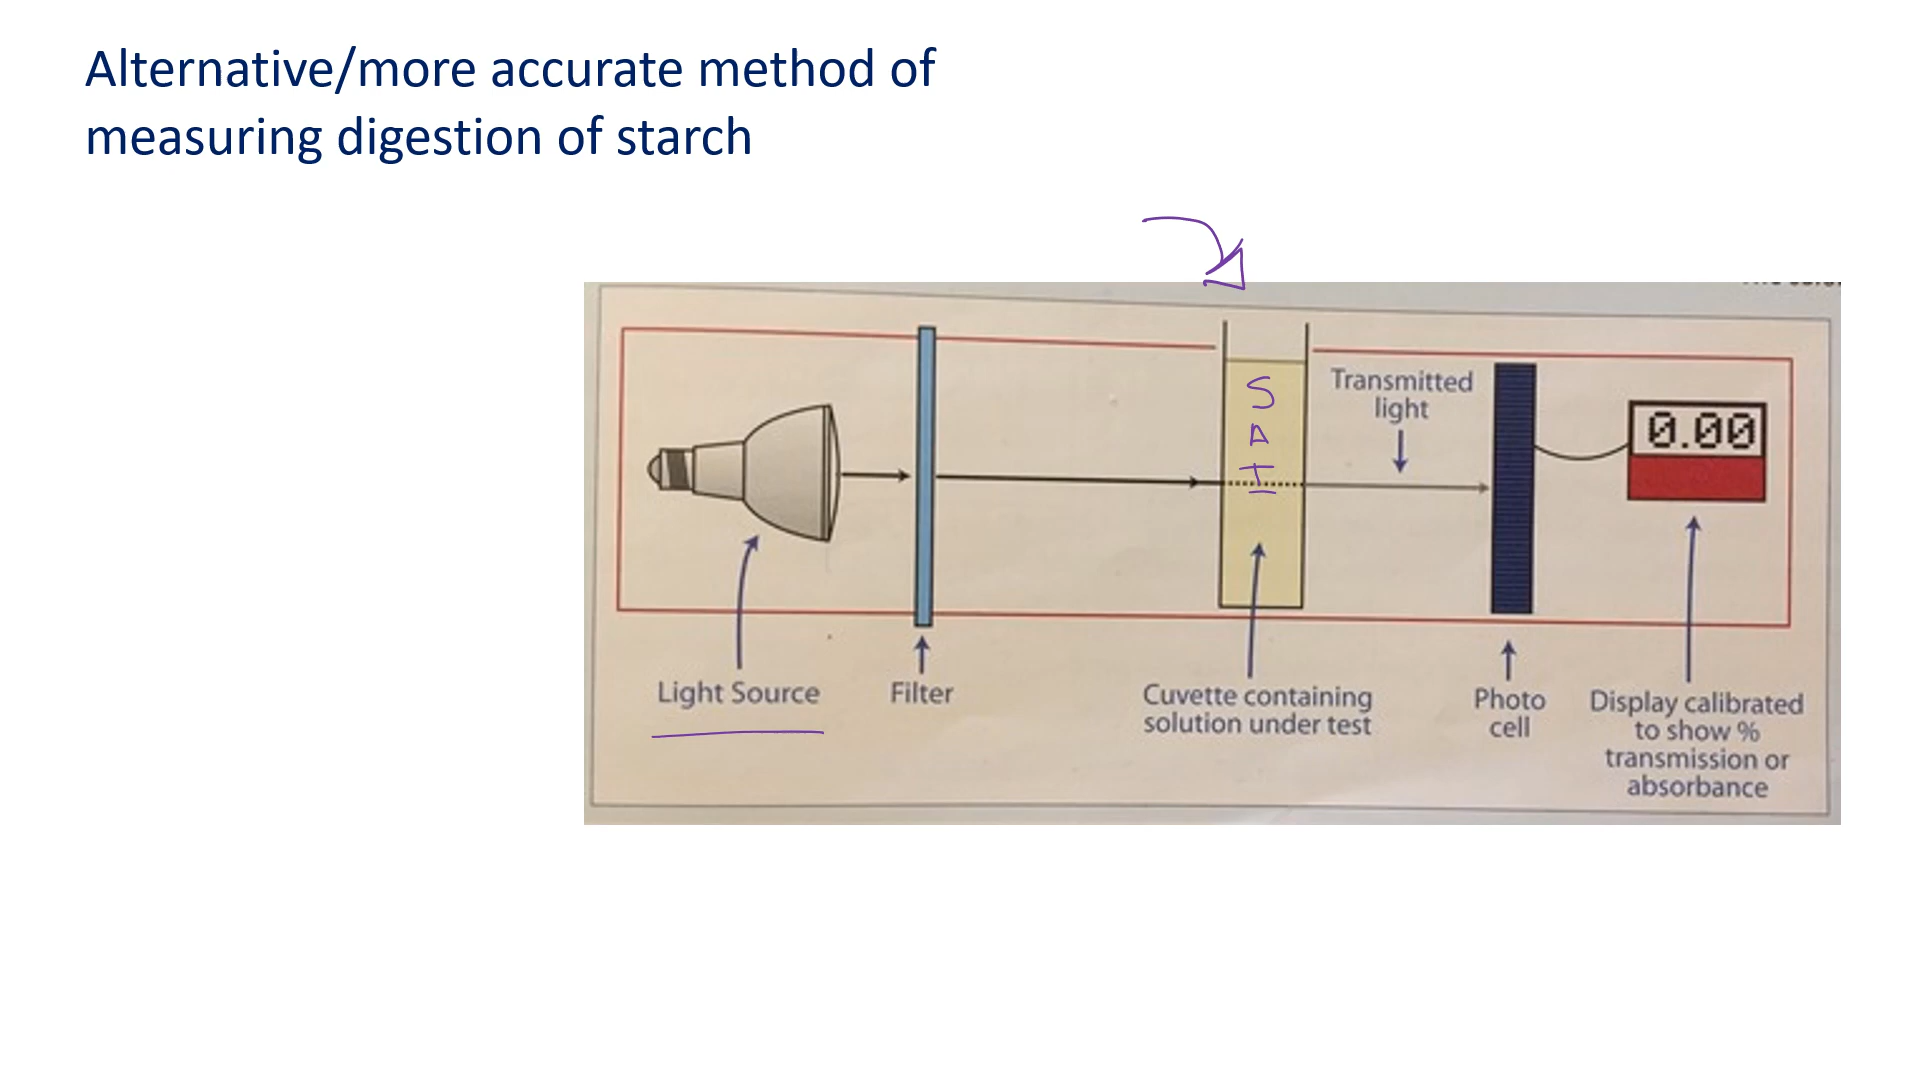 Alternative/more accurate method of
measuring digestion of starch
S
A
I
Transmitted
light
0.00
Light Source
Filter
Cuvette containing
solution under test
Photo
cell
Display calibrated
to show %
transmission or
absorbance